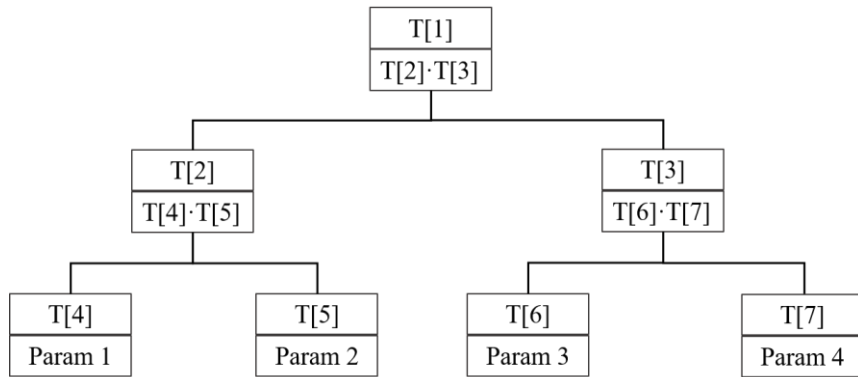 T[1]
T[2]·T[3]
T[2]
T[3]
T[4]·T[5]
T[6]·T[7]
T[4]
T[5]
T[6]
T[7]
Param 1
Param 2
Param 3
Param 4